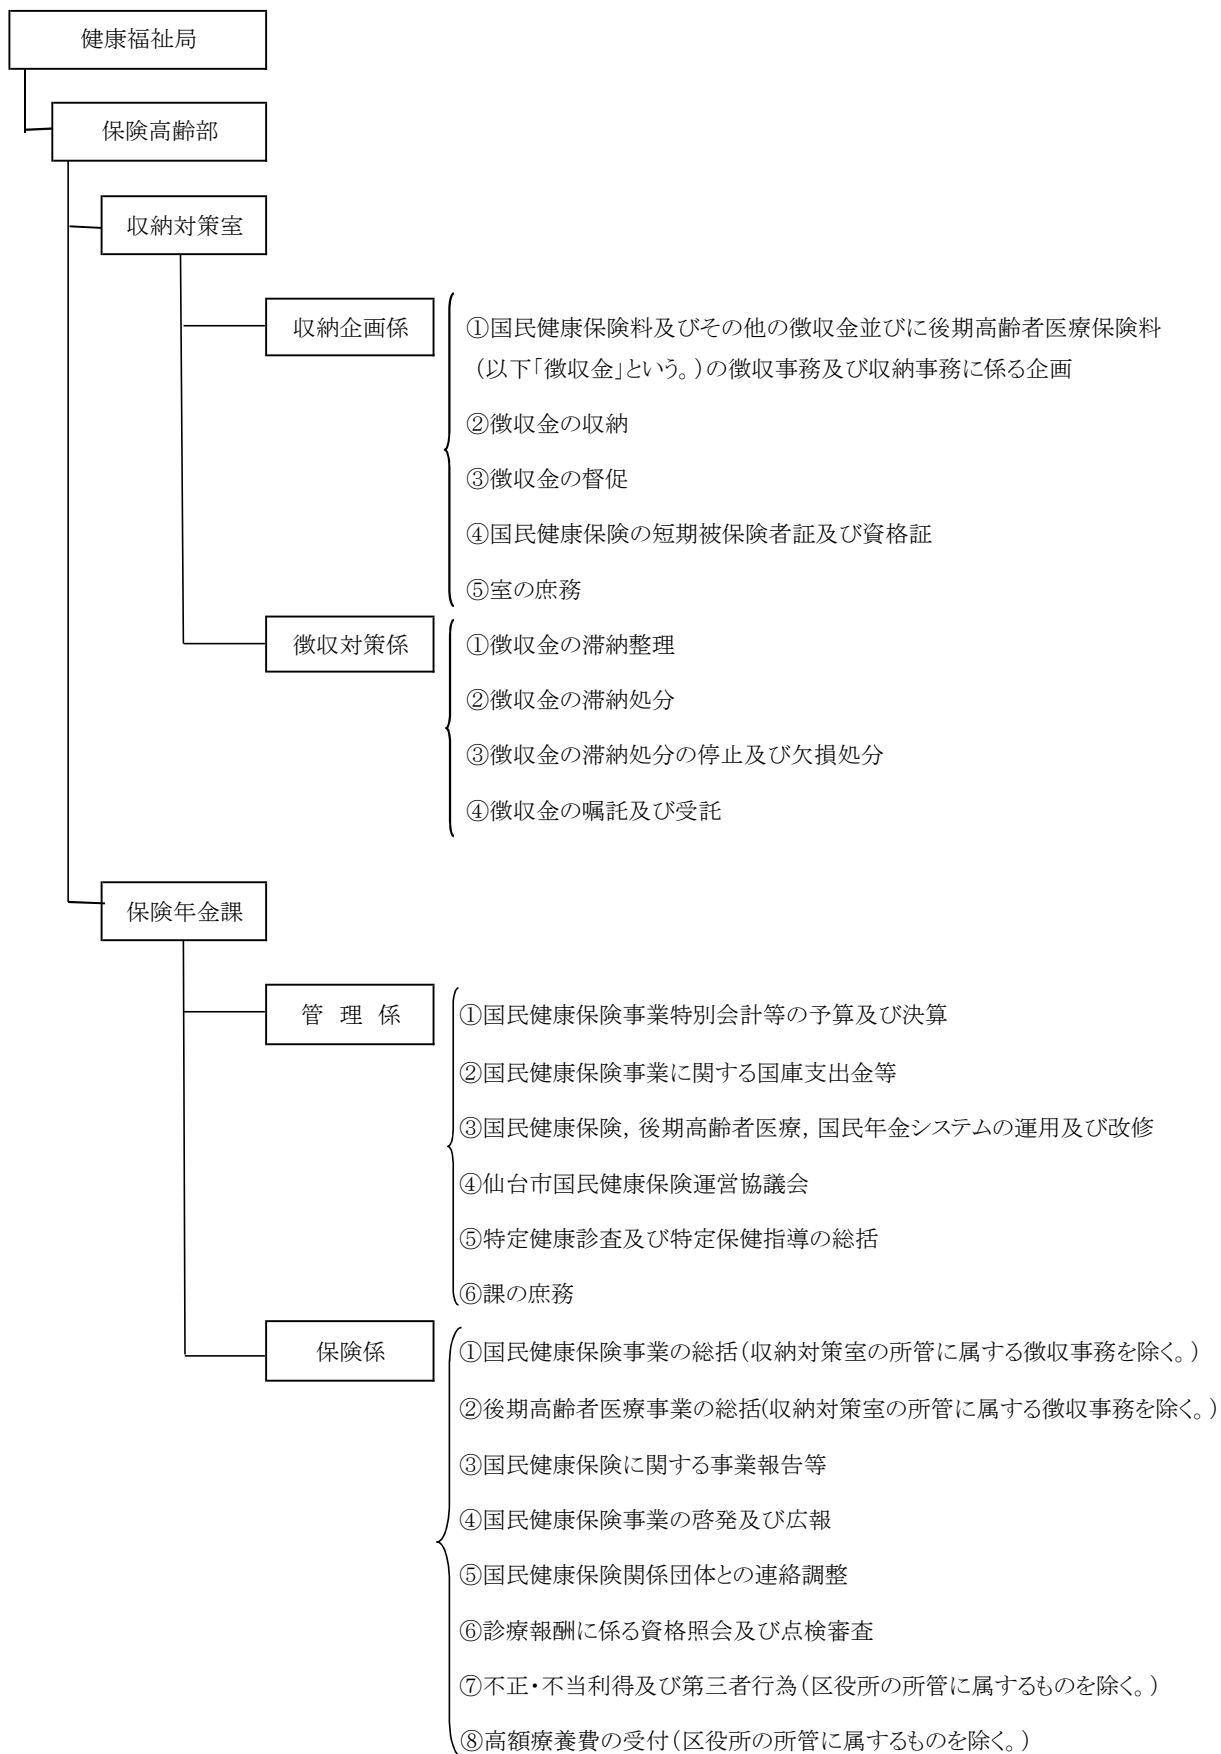 健康福祉局
保険高齢部
収納対策室
収納企画係
①国民健康保険料及びその他の徴収金並びに後期高齢者医療保険料
（以下「徴収金」という。）の徴収事務及び収納事務に係る企画
②徴収金の収納
③徴収金の督促
④国民健康保険の短期被保険者証及び資格証
⑤室の庶務
徴収対策係
①徴収金の滞納整理
②徴収金の滞納処分
③徴収金の滞納処分の停止及び欠損処分
④徴収金の嘱託及び受託
保険年金課
管 理 係
①国民健康保険事業特別会計等の予算及び決算
②国民健康保険事業に関する国庫支出金等
③国民健康保険，後期高齢者医療，国民年金システムの運用及び改修
④仙台市国民健康保険運営協議会
⑤特定健康診査及び特定保健指導の総括
⑥課の庶務
保険係
①国民健康保険事業の総括（収納対策室の所管に属する徴収事務を除く。）
②後期高齢者医療事業の総括(収納対策室の所管に属する徴収事務を除く。)
③国民健康保険に関する事業報告等
④国民健康保険事業の啓発及び広報
⑤国民健康保険関係団体との連絡調整
⑥診療報酬に係る資格照会及び点検審査
⑦不正・不当利得及び第三者行為（区役所の所管に属するものを除く。）
⑧高額療養費の受付（区役所の所管に属するものを除く。）